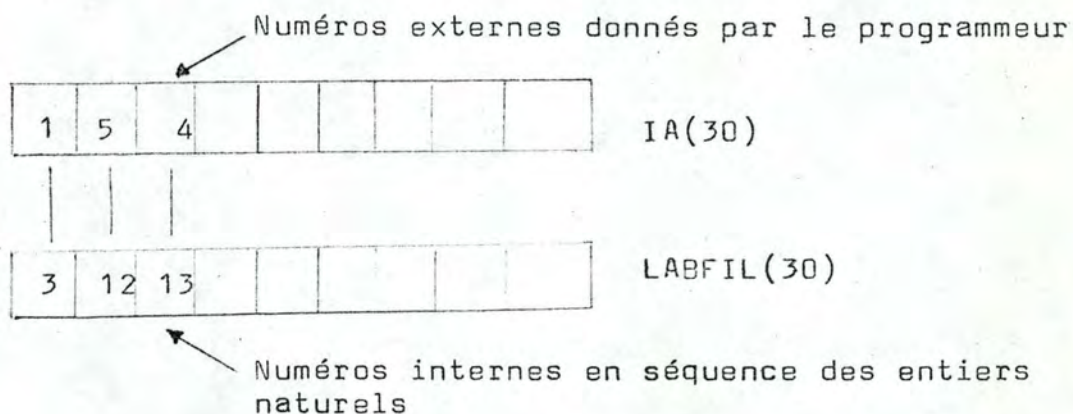 Numéros externes donnés par le programmeur
1 5 4 IA(30)
3 12 13 LABFIL(30)
Numéros internes en séquence des entiers
naturels